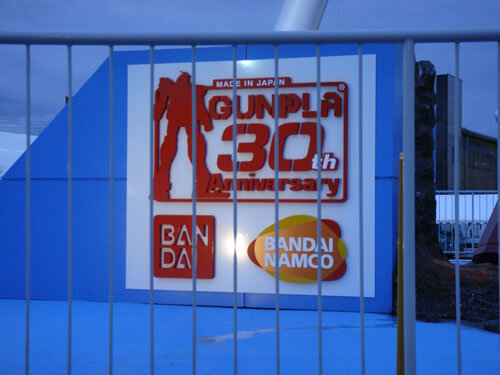 MADE IN JAPAN
GUNPLA®
30th
Anniversary
BAN
DAI
BANDAI
NAMCO